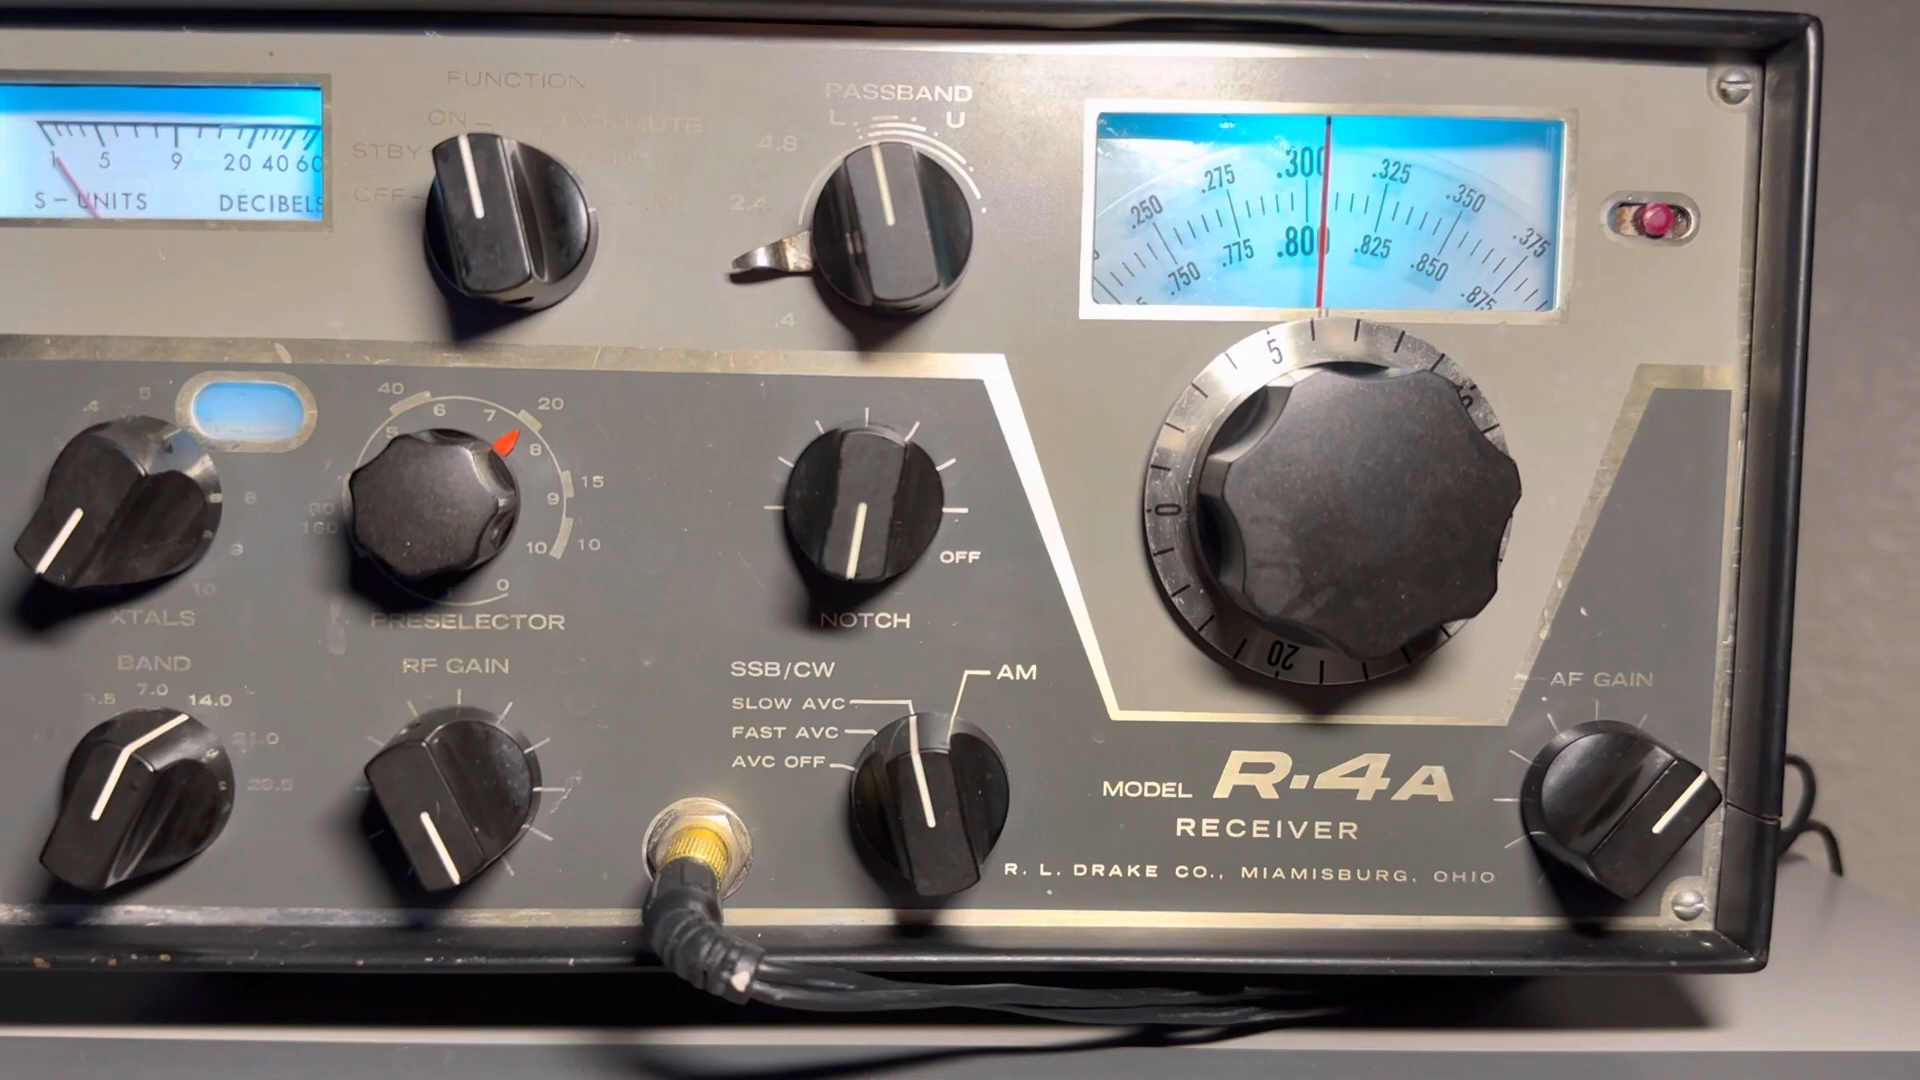 FUNCTION
ON
STBY
OFF
MUTE
1 5 9 20 40 60
S-UNITS DECIBELS
PASSBAND
L U
4.8
2.4
.4
.250 .275 .300 .325 .350 .375
.750 .775 .800 .825 .850 .875
5
0
20
4 5
8
9
10
XTALS
40 20
15
10
80
160
5 6 7 8 9 10
0
PRESELECTOR
OFF
NOTCH
BAND
3.5 7.0 14.0
21.0
28.5
RF GAIN
SSB/CW
SLOW AVC
FAST AVC
AVC OFF
AM
MODEL R-4A
RECEIVER
R. L. DRAKE CO., MIAMISBURG, OHIO
AF GAIN